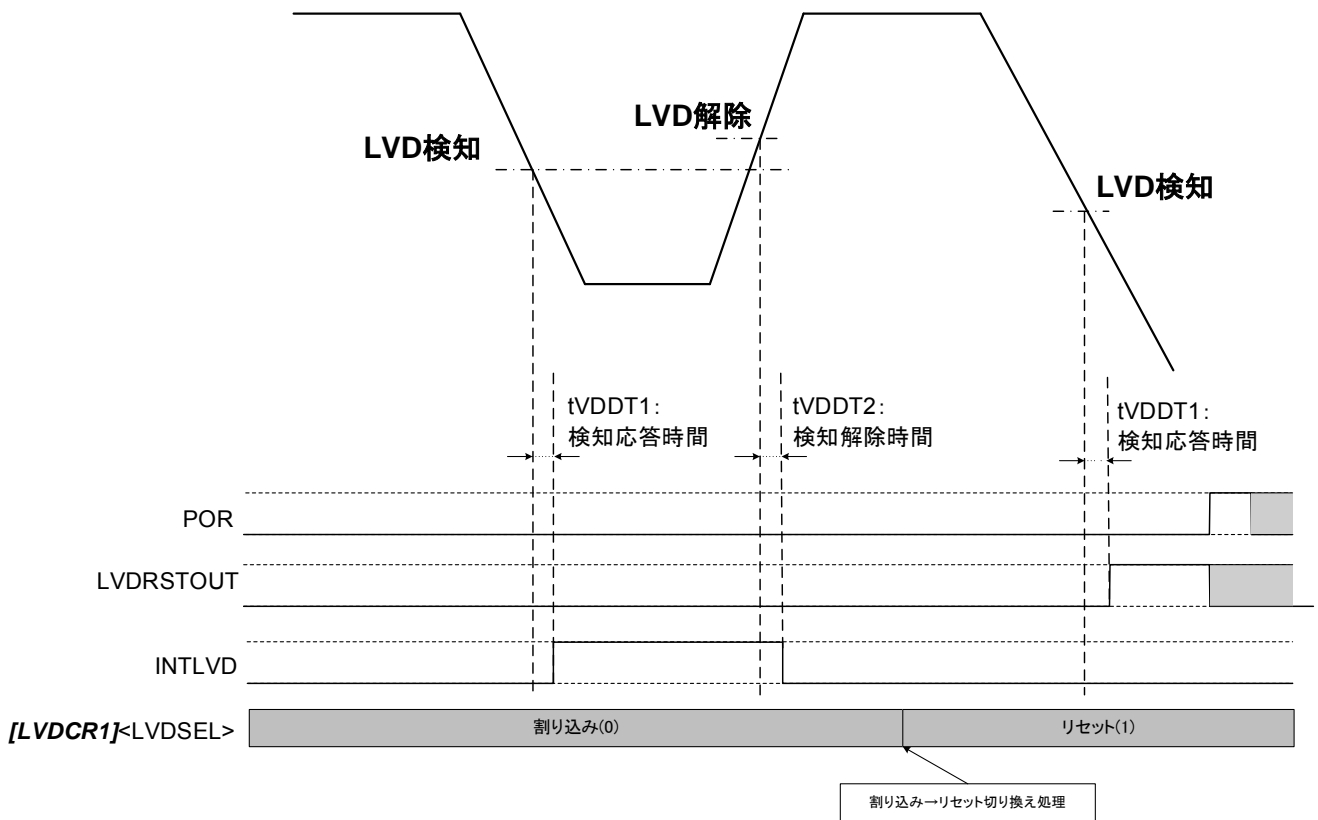 LVD解除
LVD検知
LVD検知
tVDDT1:
検知応答時間
tVDDT2:
検知解除時間
tVDDT1:
検知応答時間
POR
LVDRSTOUT
INTLVD
[LVDCR1]<LVDSEL>
割り込み(0)
リセット(1)
割り込み→リセット切り換え処理